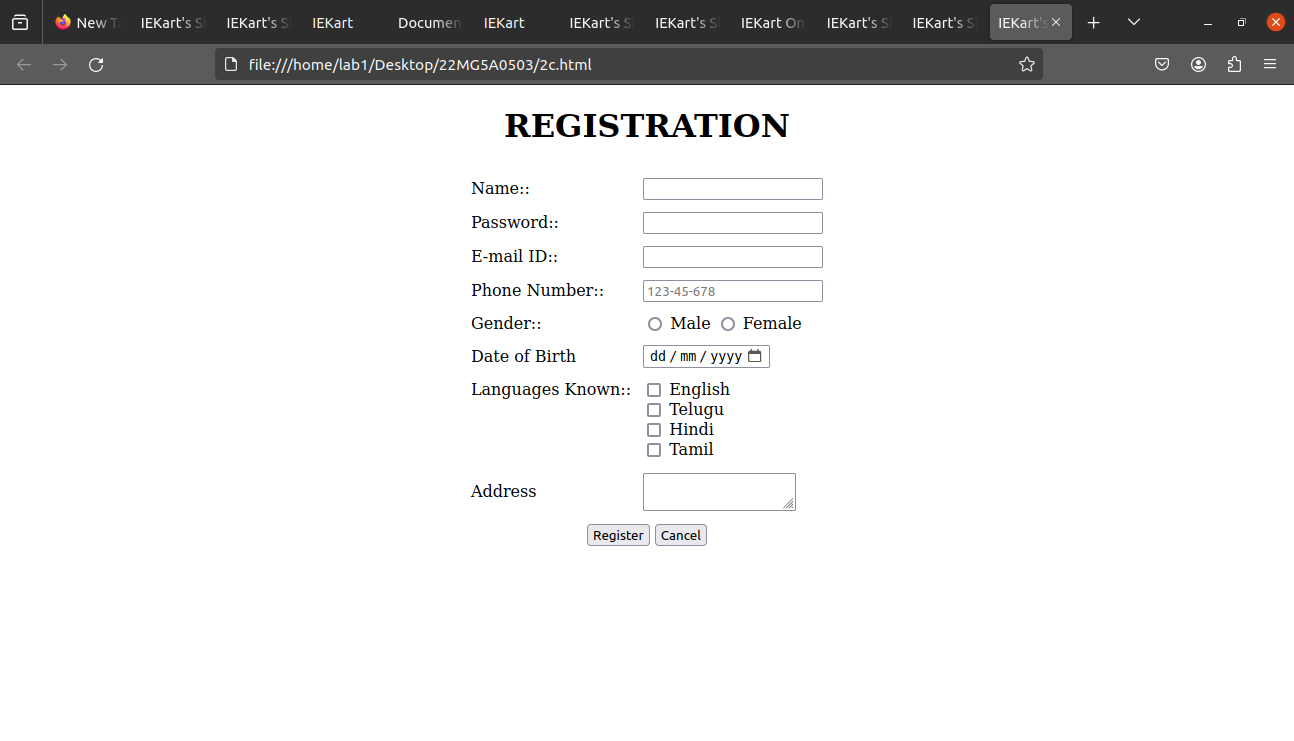 New T IEKart's S IEKart's S IEKart Documen IEKart IEKart's S IEKart's S IEKart On IEKart's S IEKart's S IEKart's
file:///home/lab1/Desktop/22MG5A0503/2c.html
REGISTRATION
Name::
Password::
E-mail ID::
Phone Number:: 123-45-678
Gender:: Male Female
Date of Birth dd / mm / yyyy
Languages Known:: English
Telugu
Hindi
Tamil
Address
Register Cancel